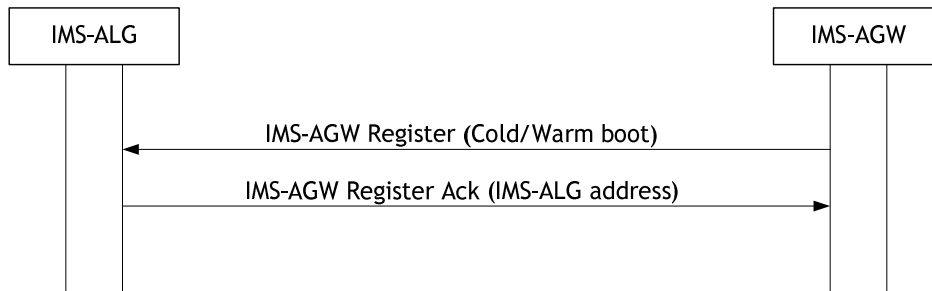 IMS-ALG
IMS-AGW
IMS-AGW Register (Cold/Warm boot)
IMS-AGW Register Ack (IMS-ALG address)